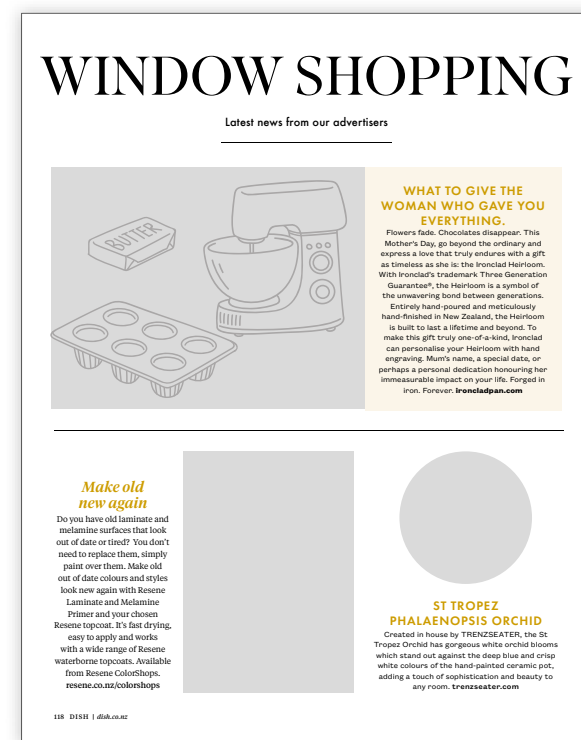 WINDOW SHOPPING
Latest news from our advertisers
BUTTER
WHAT TO GIVE THE
WOMAN WHO GAVE YOU
EVERYTHING.
Flowers fade. Chocolates disappear. This
Mother's Day, go beyond the ordinary and
express a love that truly endures with a gift
as timeless as she is: the Ironclad Heirloom.
With Ironclad's trademark Three Generation
Guarantee®, the Heirloom is a symbol of
the unwavering bond between generations.
Entirely hand-poured and meticulously
hand-finished in New Zealand, the Heirloom
is built to last a lifetime and beyond. To
make this gift truly one-of-a-kind, Ironclad
can personalise your Heirloom with hand
engraving. Mum's name, a special date, or
perhaps a personal dedication honouring her
immeasurable impact on your life. Forged in
iron. Forever. ironcladpan.com
Make old
new again
Do you have old laminate and
melamine surfaces that look
out of date or tired? You don't
need to replace them, simply
paint over them. Make old
out of date colours and styles
look new again with Resene
Laminate and Melamine
Primer and your chosen
Resene topcoat. It's fast drying,
easy to apply and works
with a wide range of Resene
waterborne topcoats. Available
from Resene ColorShops.
resene.co.nz/colorshops
ST TROPEZ
PHALAENOPSIS ORCHID
Created in house by TRENZSEATER, the St
Tropez Orchid has gorgeous white orchid blooms
which stand out against the deep blue and crisp
white colours of the hand-painted ceramic pot,
adding a touch of sophistication and beauty to
any room. trenzseater.com
118 DISH | dish.co.nz